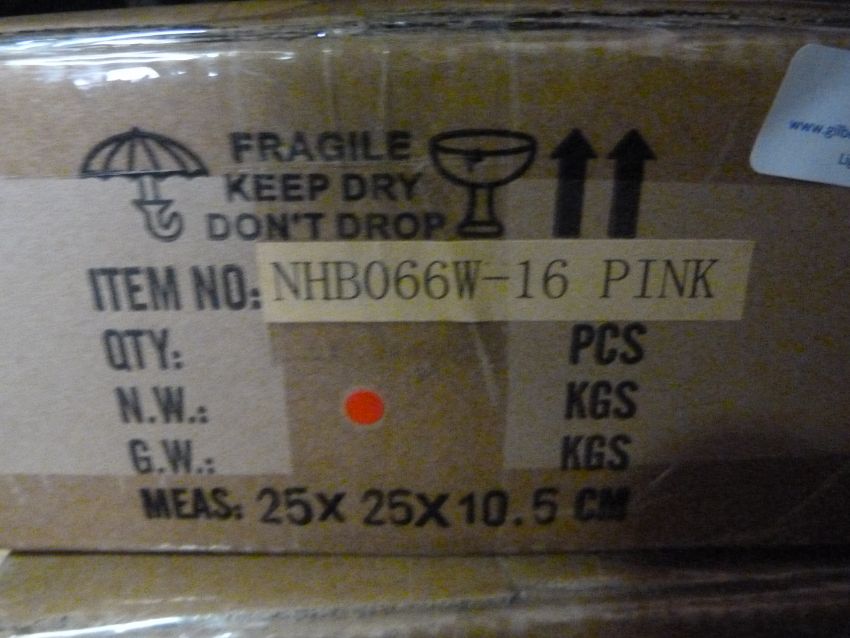 FRAGILE
KEEP DRY
DON'T DROP
ITEM NO: NHB066W-16 PINK
QTY: PCS
N.W.: KGS
G.W.: KGS
MEAS: 25X 25X10.5 CM